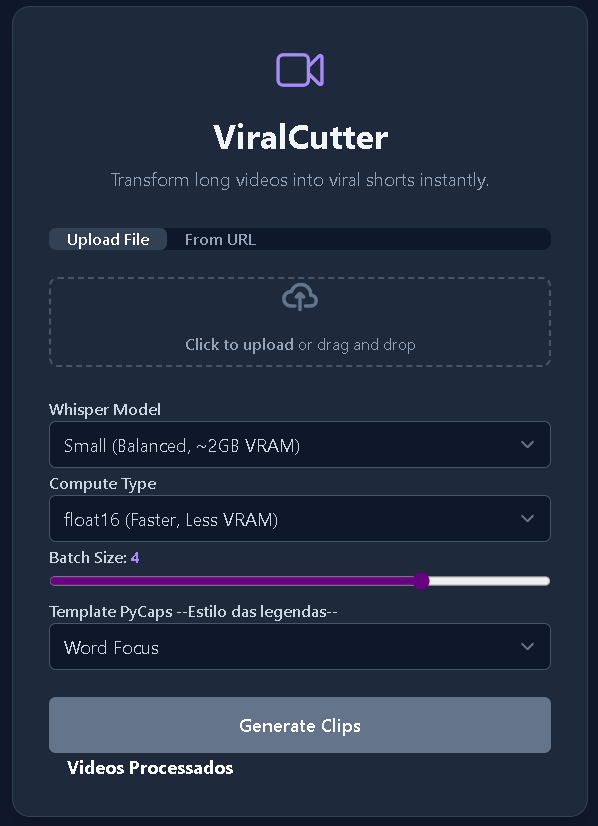 ViralCutter
Transform long videos into viral shorts instantly.
Upload File From URL
Click to upload or drag and drop
Whisper Model
Small (Balanced, ~2GB VRAM)
Compute Type
float16 (Faster, Less VRAM)
Batch Size: 4
Template PyCaps --Estilo das legendas--
Word Focus
Generate Clips
Videos Processados